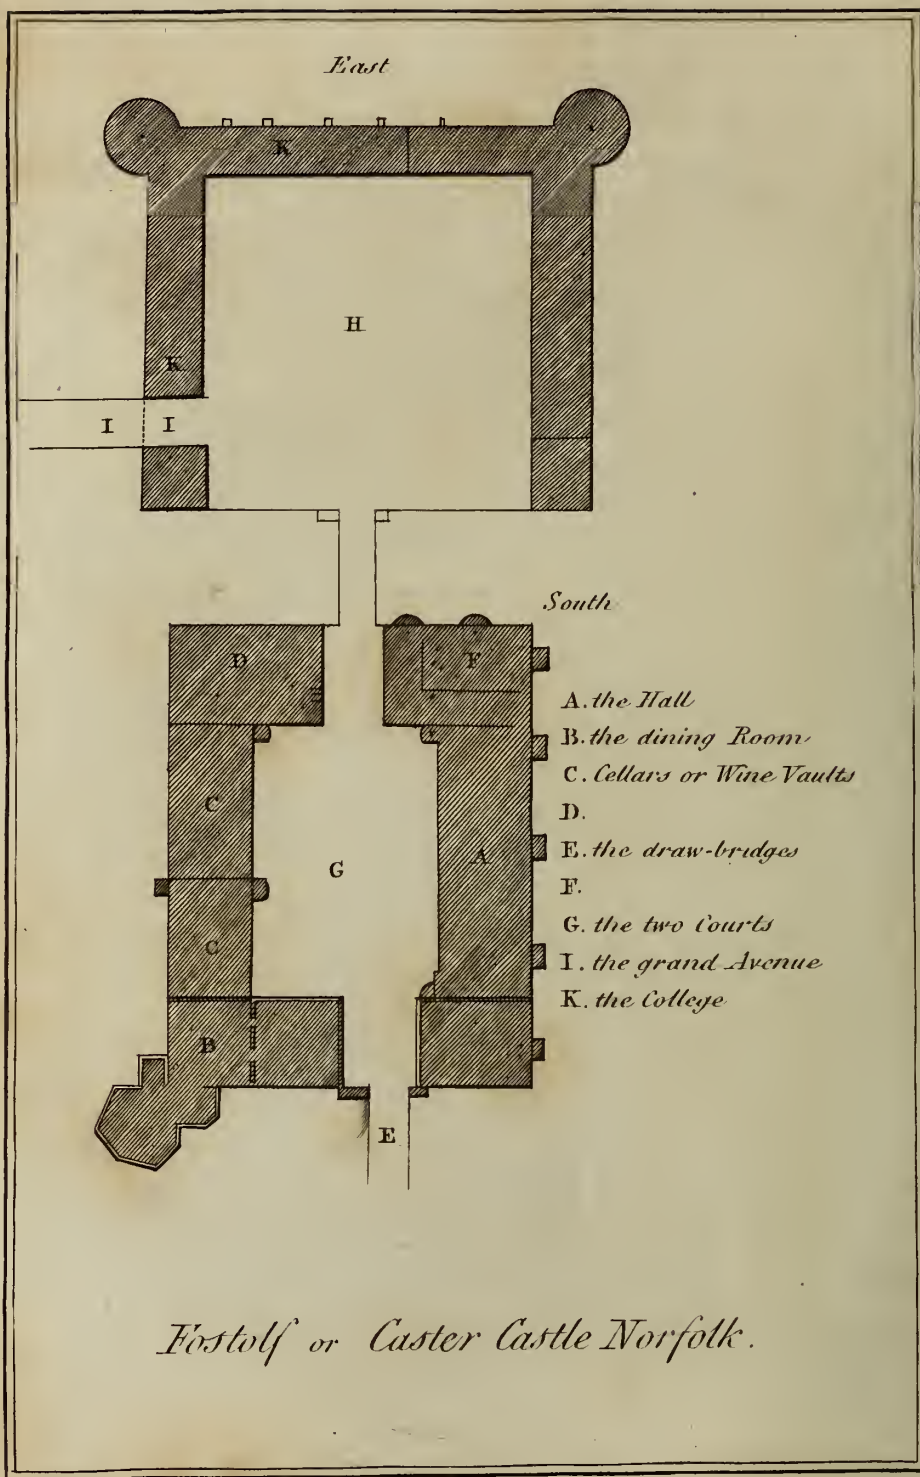 East
K
H
K
I I
South
D F
A. the Hall
B. the dining Room
C. Cellars or Wine Vaults
D.
E. the draw-bridges
F.
G. the two Courts
I. the grand Avenue
K. the College
C
A
G
C
B
E
Fostolf or Caster Castle Norfolk.